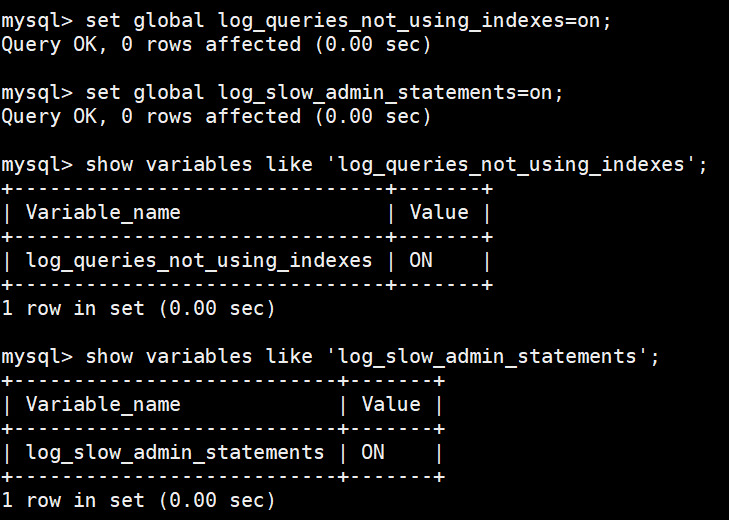 mysql> set global log_queries_not_using_indexes=on;
Query OK, 0 rows affected (0.00 sec)

mysql> set global log_slow_admin_statements=on;
Query OK, 0 rows affected (0.00 sec)

mysql> show variables like 'log_queries_not_using_indexes';
+-------------------------------+-------+
| Variable_name                 | Value |
+-------------------------------+-------+
| log_queries_not_using_indexes | ON    |
+-------------------------------+-------+
1 row in set (0.00 sec)

mysql> show variables like 'log_slow_admin_statements';
+---------------------------+-------+
| Variable_name             | Value |
+---------------------------+-------+
| log_slow_admin_statements | ON    |
+---------------------------+-------+
1 row in set (0.00 sec)